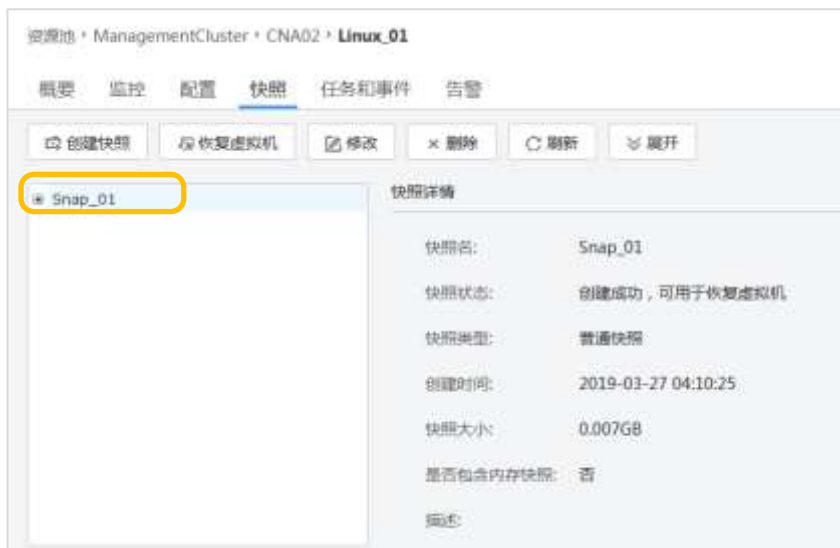 资源池 ▸ ManagementCluster ▸ CNA02 ▸ Linux_01
概要 监控 配置 快照 任务和事件 告警
创建快照 恢复虚拟机 修改 × 删除 刷新 展开
Snap_01
快照详情
快照名: Snap_01
快照状态: 创建成功，可用于恢复虚拟机
快照类型: 普通快照
创建时间: 2019-03-27 04:10:25
快照大小: 0.007GB
是否包含内存快照: 否
描述: